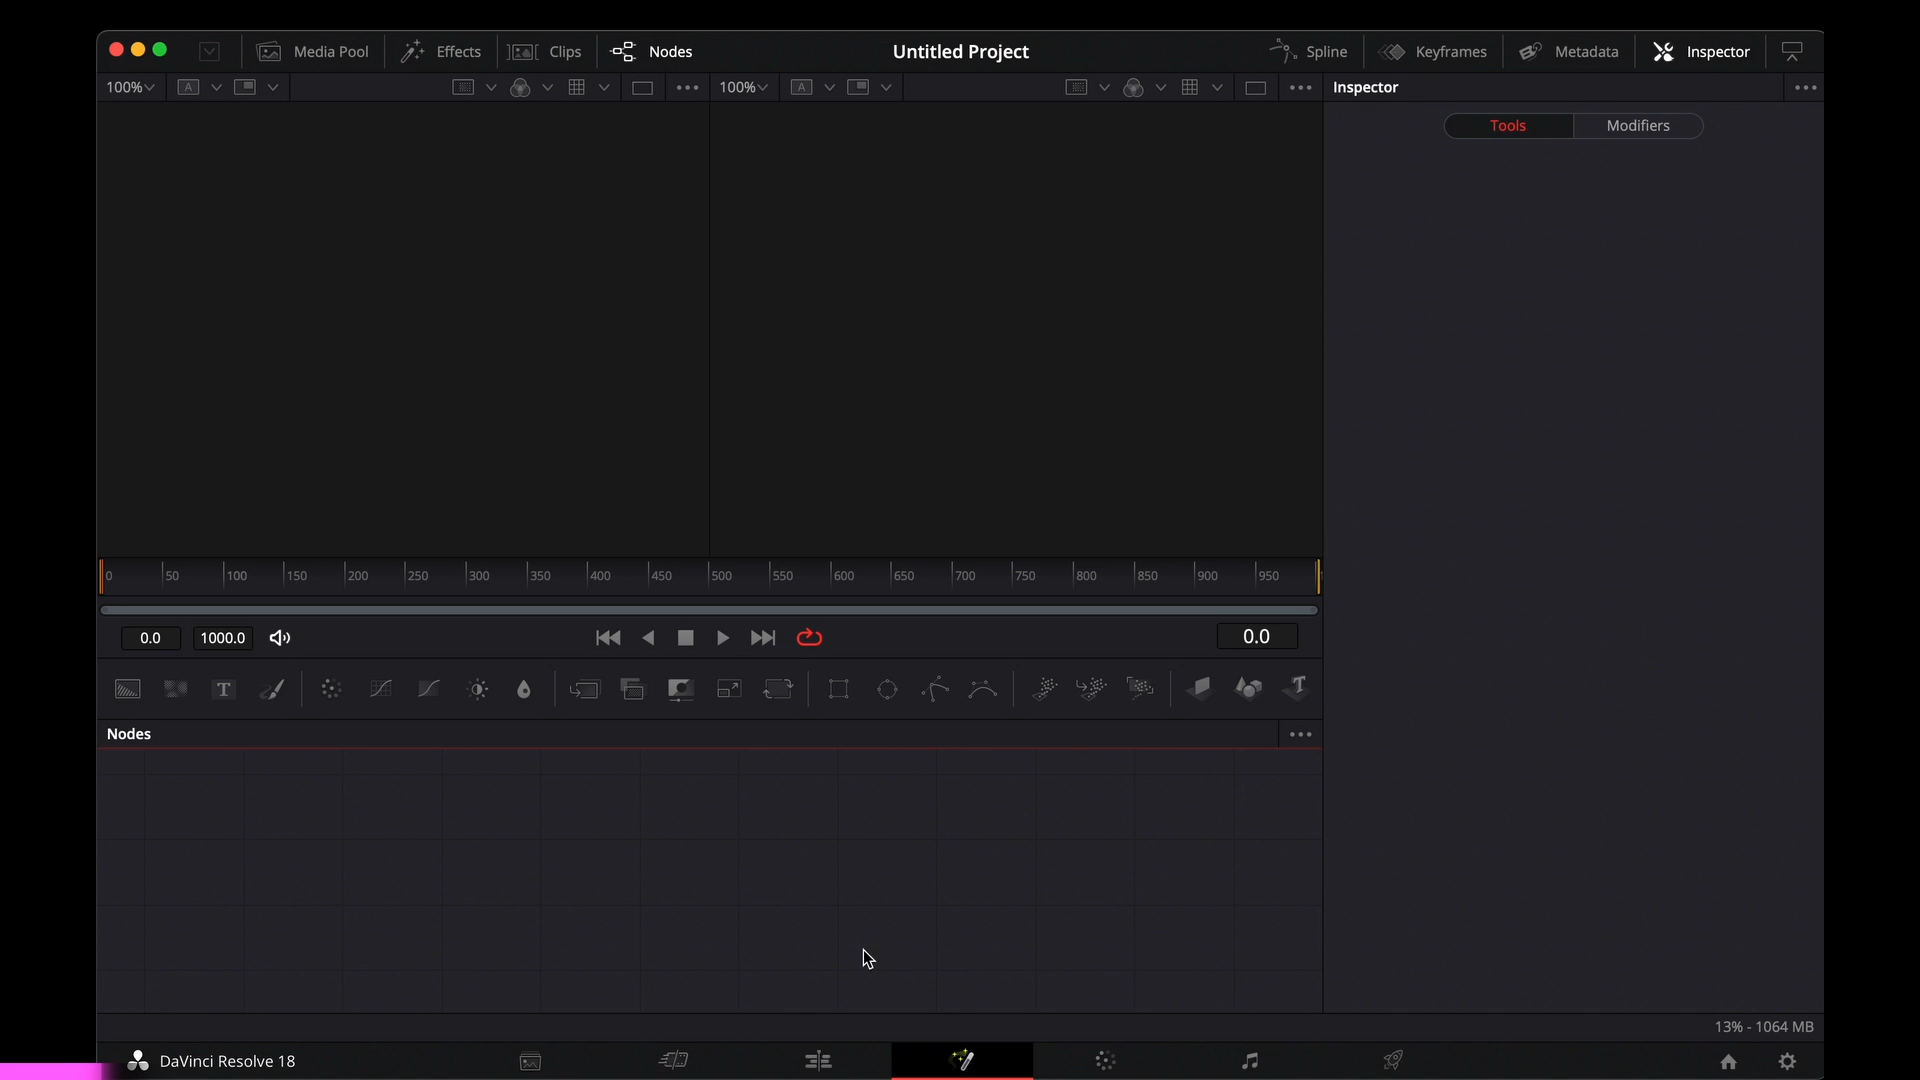 Media Pool Effects Clips Nodes Untitled Project Spline Keyframes Metadata Inspector
100% A 100% A Inspector
Tools Modifiers
0 50 100 150 200 250 300 350 400 450 500 550 600 650 700 750 800 850 900 950
0.0 1000.0 0.0
T T
Nodes
13% - 1064 MB
DaVinci Resolve 18